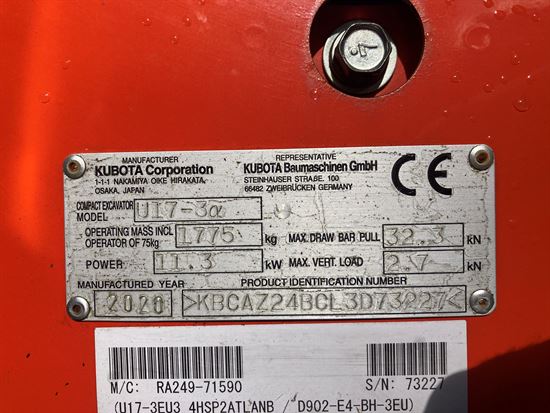 MANUFACTURER
KUBOTA Corporation
1-1-1 NAKAMIYA OIKE HIRAKATA,
OSAKA, JAPAN
REPRESENTATIVE
KUBOTA Baumaschinen GmbH
STEINHAUSER STRAßE. 100
66482 ZWEIBRÜCKEN GERMANY
CE
COMPACT EXCAVATOR
MODEL U17-3α
OPERATING MASS INCL
OPERATOR OF 75kg 1775 kg MAX. DRAW BAR PULL 32.3 kN
POWER 11.3 kW MAX. VERT. LOAD 2.7 kN
MANUFACTURED YEAR PRODUCT IDENTIFICATION NUMBER
2020 >KBCAZ24BCL3D73227<
M/C: RA249-71590 S/N: 73227
(U17-3EU3 4HSP2ATLANB / D902-E4-BH-3EU)